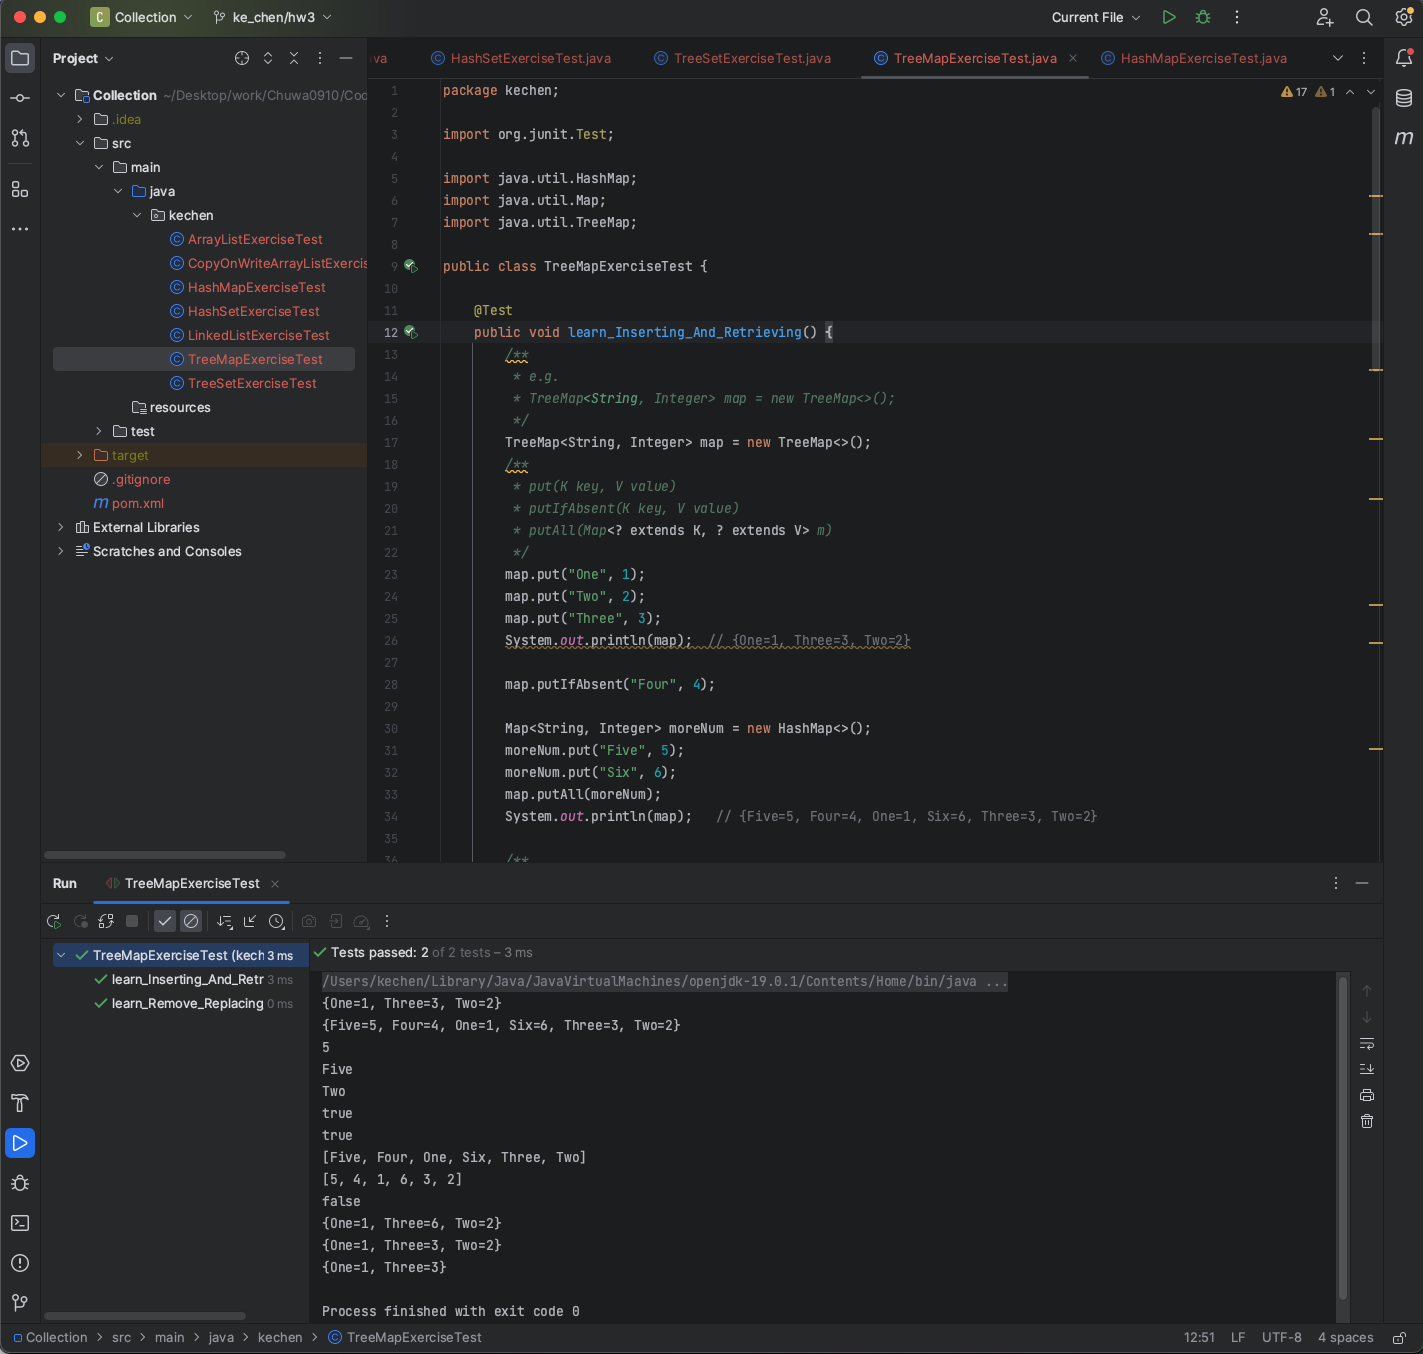 C Collection ke_chen/hw3 Current File
Project
va HashSetExerciseTest.java TreeSetExerciseTest.java TreeMapExerciseTest.java HashMapExerciseTest.java
Collection ~/Desktop/work/Chuwa0910/Cod
.idea
src
main
java
kechen
ArrayListExerciseTest
CopyOnWriteArrayListExercis
HashMapExerciseTest
HashSetExerciseTest
LinkedListExerciseTest
TreeMapExerciseTest
TreeSetExerciseTest
resources
test
target
.gitignore
m pom.xml
External Libraries
Scratches and Consoles
17 1
m
1 package kechen;
2
3 import org.junit.Test;
4
5 import java.util.HashMap;
6 import java.util.Map;
7 import java.util.TreeMap;
8
9 public class TreeMapExerciseTest {
10
11 @Test
12 public void learn_Inserting_And_Retrieving() {
13 /**
14 * e.g.
15 * TreeMap<String, Integer> map = new TreeMap<>();
16 */
17 TreeMap<String, Integer> map = new TreeMap<>();
18 /**
19 * put(K key, V value)
20 * putIfAbsent(K key, V value)
21 * putAll(Map<? extends K, ? extends V> m)
22 */
23 map.put("One", 1);
24 map.put("Two", 2);
25 map.put("Three", 3);
26 System.out.println(map); // {One=1, Three=3, Two=2}
27
28 map.putIfAbsent("Four", 4);
29
30 Map<String, Integer> moreNum = new HashMap<>();
31 moreNum.put("Five", 5);
32 moreNum.put("Six", 6);
33 map.putAll(moreNum);
34 System.out.println(map); // {Five=5, Four=4, One=1, Six=6, Three=3, Two=2}
35
36 /**
Run TreeMapExerciseTest
TreeMapExerciseTest (kech 3 ms
learn_Inserting_And_Retr 3 ms
learn_Remove_Replacing 0 ms
Tests passed: 2 of 2 tests – 3 ms
/Users/kechen/Library/Java/JavaVirtualMachines/openjdk-19.0.1/Contents/Home/bin/java ...
{One=1, Three=3, Two=2}
{Five=5, Four=4, One=1, Six=6, Three=3, Two=2}
5
Five
Two
true
true
[Five, Four, One, Six, Three, Two]
[5, 4, 1, 6, 3, 2]
false
{One=1, Three=6, Two=2}
{One=1, Three=3, Two=2}
{One=1, Three=3}
Process finished with exit code 0
Collection > src > main > java > kechen > TreeMapExerciseTest 12:51 LF UTF-8 4 spaces